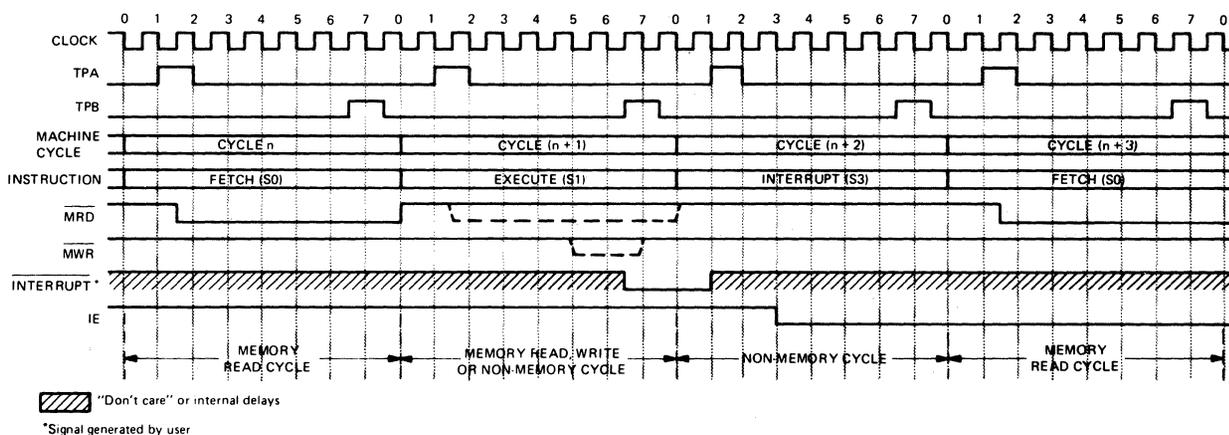 0 1 2 3 4 5 6 7 0 1 2 3 4 5 6 7 0 1 2 3 4 5 6 7 0 1 2 3 4 5 6 7 0
CLOCK
TPA
TPB
MACHINE
CYCLE
CYCLE n
CYCLE (n + 1)
CYCLE (n + 2)
CYCLE (n + 3)
INSTRUCTION
FETCH (S0)
EXECUTE (S1)
INTERRUPT (S3)
FETCH (S0)
MRD
MWR
INTERRUPT*
IE
MEMORY
READ CYCLE
MEMORY READ, WRITE
OR NON-MEMORY CYCLE
NON-MEMORY CYCLE
MEMORY
READ CYCLE
"Don't care" or internal delays
*Signal generated by user